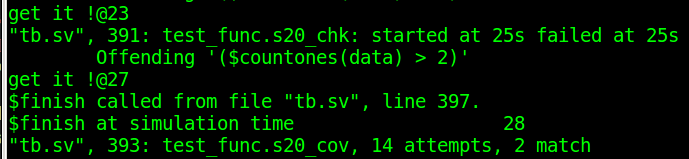 get it !@23
"tb.sv", 391: test_func.s20_chk: started at 25s failed at 25s
Offending '($countones(data) > 2)'
get it !@27
$finish called from file "tb.sv", line 397.
$finish at simulation time 28
"tb.sv", 393: test_func.s20_cov, 14 attempts, 2 match